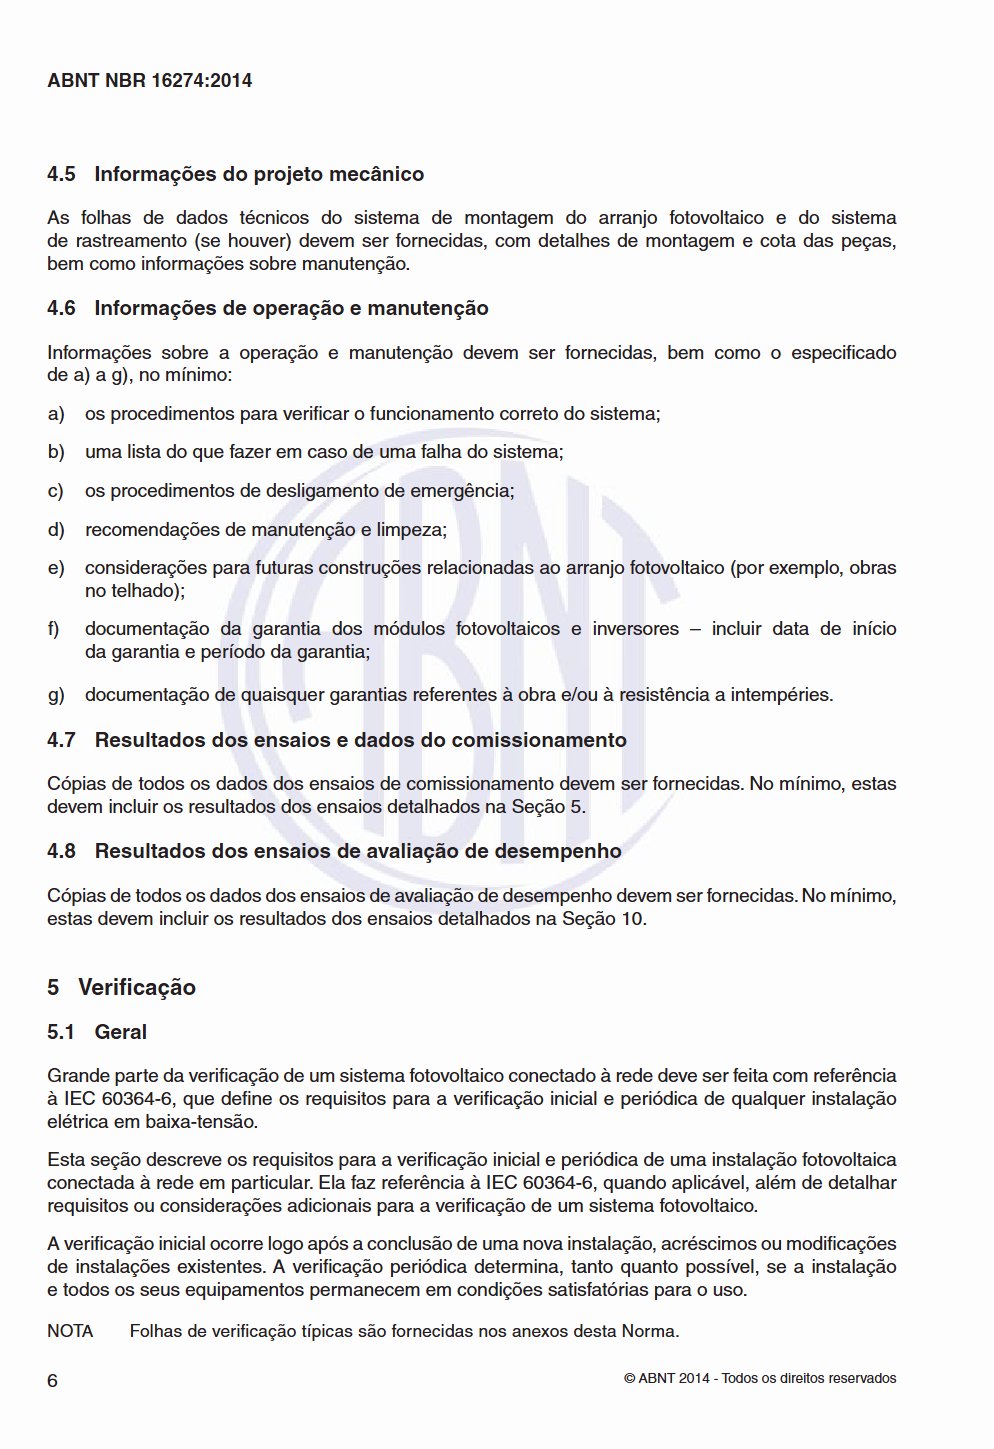 ABNT NBR 16274:2014
4.5 Informações do projeto mecânico
As folhas de dados técnicos do sistema de montagem do arranjo fotovoltaico e do sistema
de rastreamento (se houver) devem ser fornecidas, com detalhes de montagem e cota das peças,
bem como informações sobre manutenção.
4.6 Informações de operação e manutenção
Informações sobre a operação e manutenção devem ser fornecidas, bem como o especificado
de a) a g), no mínimo:
a) os procedimentos para verificar o funcionamento correto do sistema;
b) uma lista do que fazer em caso de uma falha do sistema;
c) os procedimentos de desligamento de emergência;
d) recomendações de manutenção e limpeza;
e) considerações para futuras construções relacionadas ao arranjo fotovoltaico (por exemplo, obras
no telhado);
f) documentação da garantia dos módulos fotovoltaicos e inversores – incluir data de início
da garantia e período da garantia;
g) documentação de quaisquer garantias referentes à obra e/ou à resistência a intempéries.
4.7 Resultados dos ensaios e dados do comissionamento
Cópias de todos os dados dos ensaios de comissionamento devem ser fornecidas. No mínimo, estas
devem incluir os resultados dos ensaios detalhados na Seção 5.
4.8 Resultados dos ensaios de avaliação de desempenho
Cópias de todos os dados dos ensaios de avaliação de desempenho devem ser fornecidas. No mínimo,
estas devem incluir os resultados dos ensaios detalhados na Seção 10.
5 Verificação
5.1 Geral
Grande parte da verificação de um sistema fotovoltaico conectado à rede deve ser feita com referência
à IEC 60364-6, que define os requisitos para a verificação inicial e periódica de qualquer instalação
elétrica em baixa-tensão.
Esta seção descreve os requisitos para a verificação inicial e periódica de uma instalação fotovoltaica
conectada à rede em particular. Ela faz referência à IEC 60364-6, quando aplicável, além de detalhar
requisitos ou considerações adicionais para a verificação de um sistema fotovoltaico.
A verificação inicial ocorre logo após a conclusão de uma nova instalação, acréscimos ou modificações
de instalações existentes. A verificação periódica determina, tanto quanto possível, se a instalação
e todos os seus equipamentos permanecem em condições satisfatórias para o uso.
NOTA Folhas de verificação típicas são fornecidas nos anexos desta Norma.
6 © ABNT 2014 - Todos os direitos reservados
ABNT